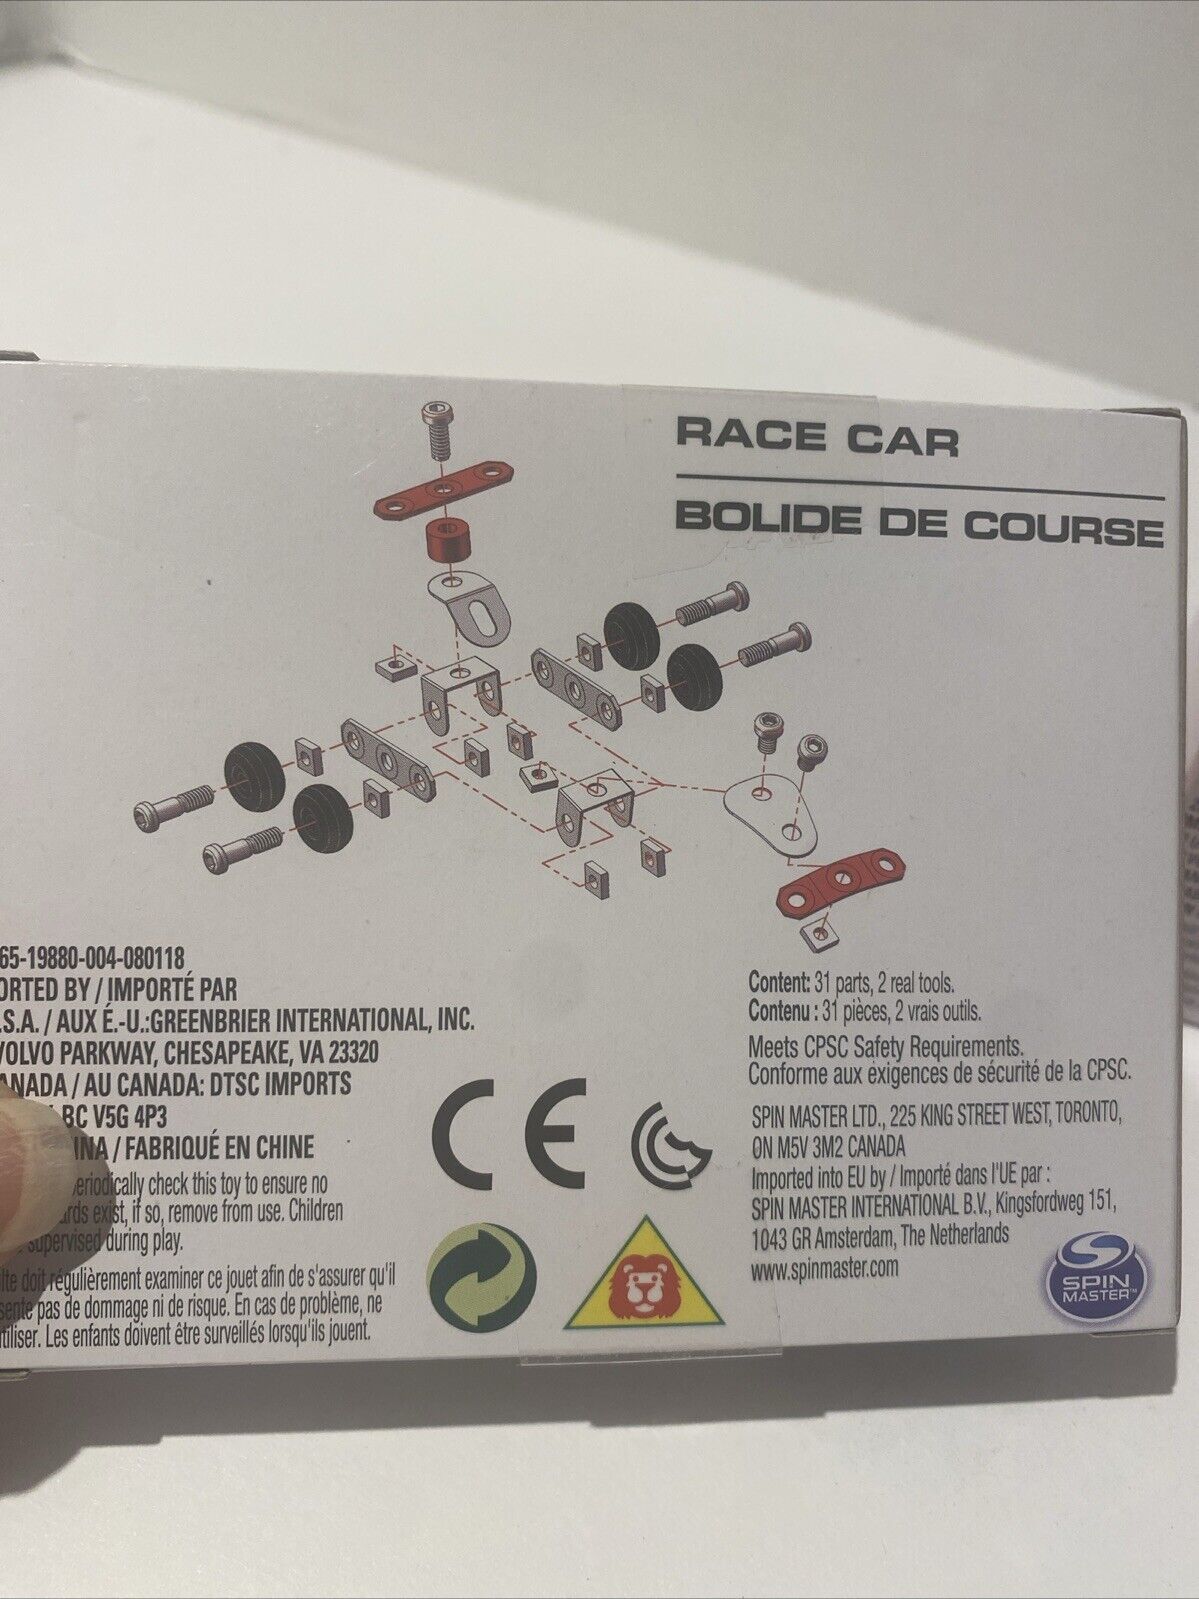 RACE CAR
BOLIDE DE COURSE
65-19880-004-080118
ORTED BY / IMPORTÉ PAR
.S.A. / AUX É.-U.:GREENBRIER INTERNATIONAL, INC.
VOLVO PARKWAY, CHESAPEAKE, VA 23320
ANADA / AU CANADA: DTSC IMPORTS
BC V5G 4P3
INA / FABRIQUÉ EN CHINE
eriodically check this toy to ensure no
ards exist, if so, remove from use. Children
supervised during play.
lte doit régulièrement examiner ce jouet afin de s'assurer qu'il
sente pas de dommage ni de risque. En cas de problème, ne
tiliser. Les enfants doivent être surveillés lorsqu'ils jouent.
CE
Content: 31 parts, 2 real tools.
Contenu : 31 pièces, 2 vrais outils.
Meets CPSC Safety Requirements.
Conforme aux exigences de sécurité de la CPSC.
SPIN MASTER LTD., 225 KING STREET WEST, TORONTO,
ON M5V 3M2 CANADA
Imported into EU by / Importé dans l'UE par :
SPIN MASTER INTERNATIONAL B.V., Kingsfordweg 151,
1043 GR Amsterdam, The Netherlands
www.spinmaster.com
SPIN
MASTER™